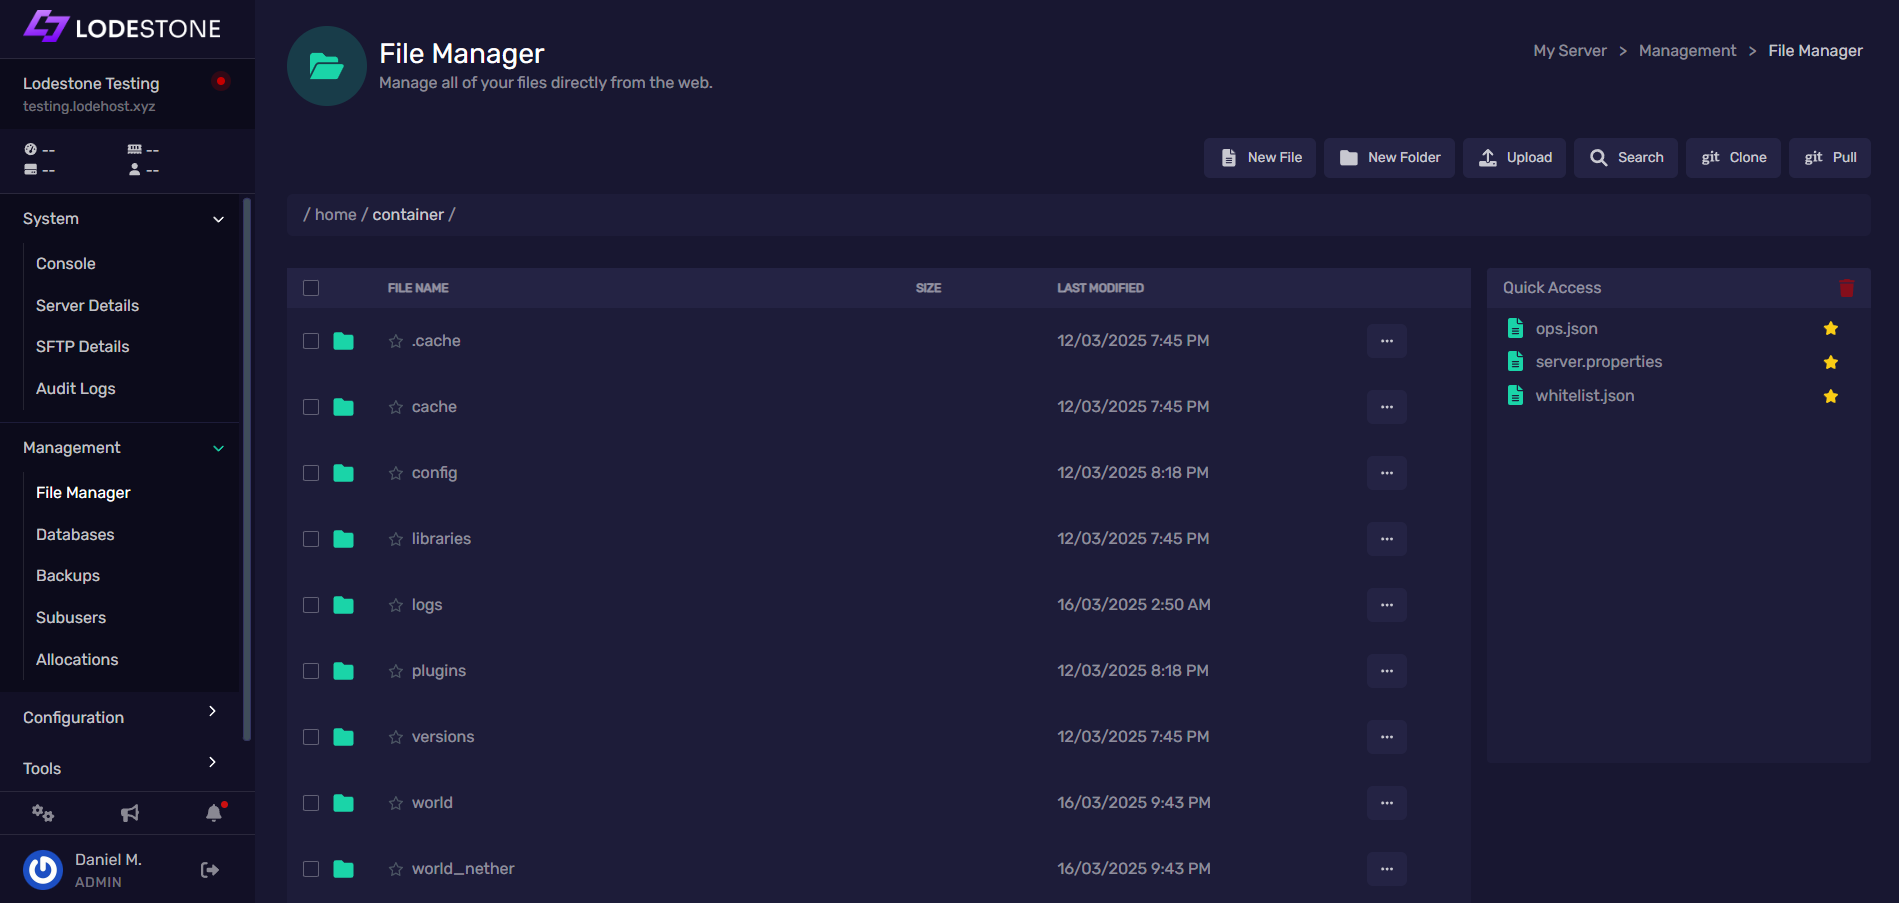 LODESTONE
Lodestone Testing
testing.lodehost.xyz
-- --
-- --
System
Console
Server Details
SFTP Details
Audit Logs
Management
File Manager
Databases
Backups
Subusers
Allocations
Configuration
Tools
Daniel M.
ADMIN
File Manager
Manage all of your files directly from the web.
My Server > Management > File Manager
New File New Folder Upload Search git Clone git Pull
/ home / container /
FILE NAME SIZE LAST MODIFIED
.cache 12/03/2025 7:45 PM
cache 12/03/2025 7:45 PM
config 12/03/2025 8:18 PM
libraries 12/03/2025 7:45 PM
logs 16/03/2025 2:50 AM
plugins 12/03/2025 8:18 PM
versions 12/03/2025 7:45 PM
world 16/03/2025 9:43 PM
world_nether 16/03/2025 9:43 PM
Quick Access
ops.json
server.properties
whitelist.json